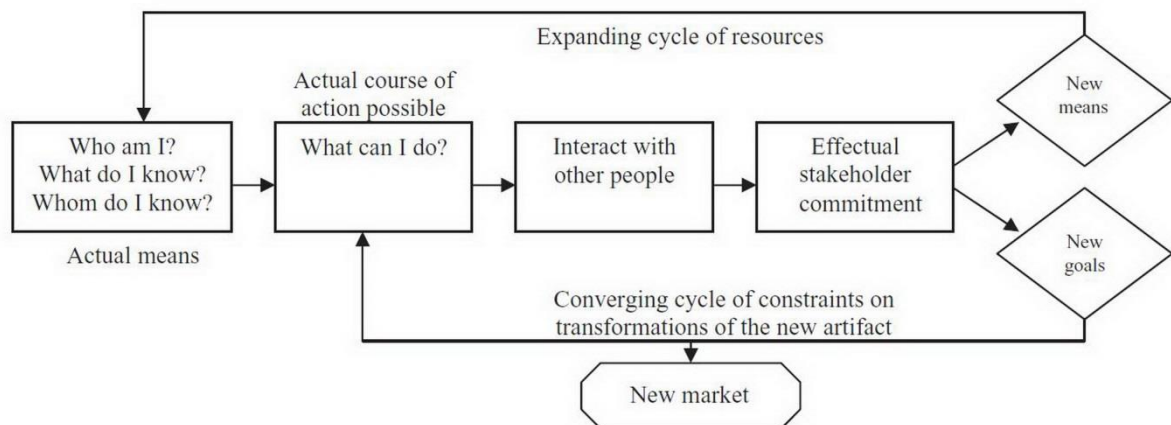 Expanding cycle of resources
New
means
Actual course of
action possible
Who am I?
What do I know?
Whom do I know?
What can I do?
Interact with
other people
Effectual
stakeholder
commitment
Actual means
New
goals
Converging cycle of constraints on
transformations of the new artifact
New market